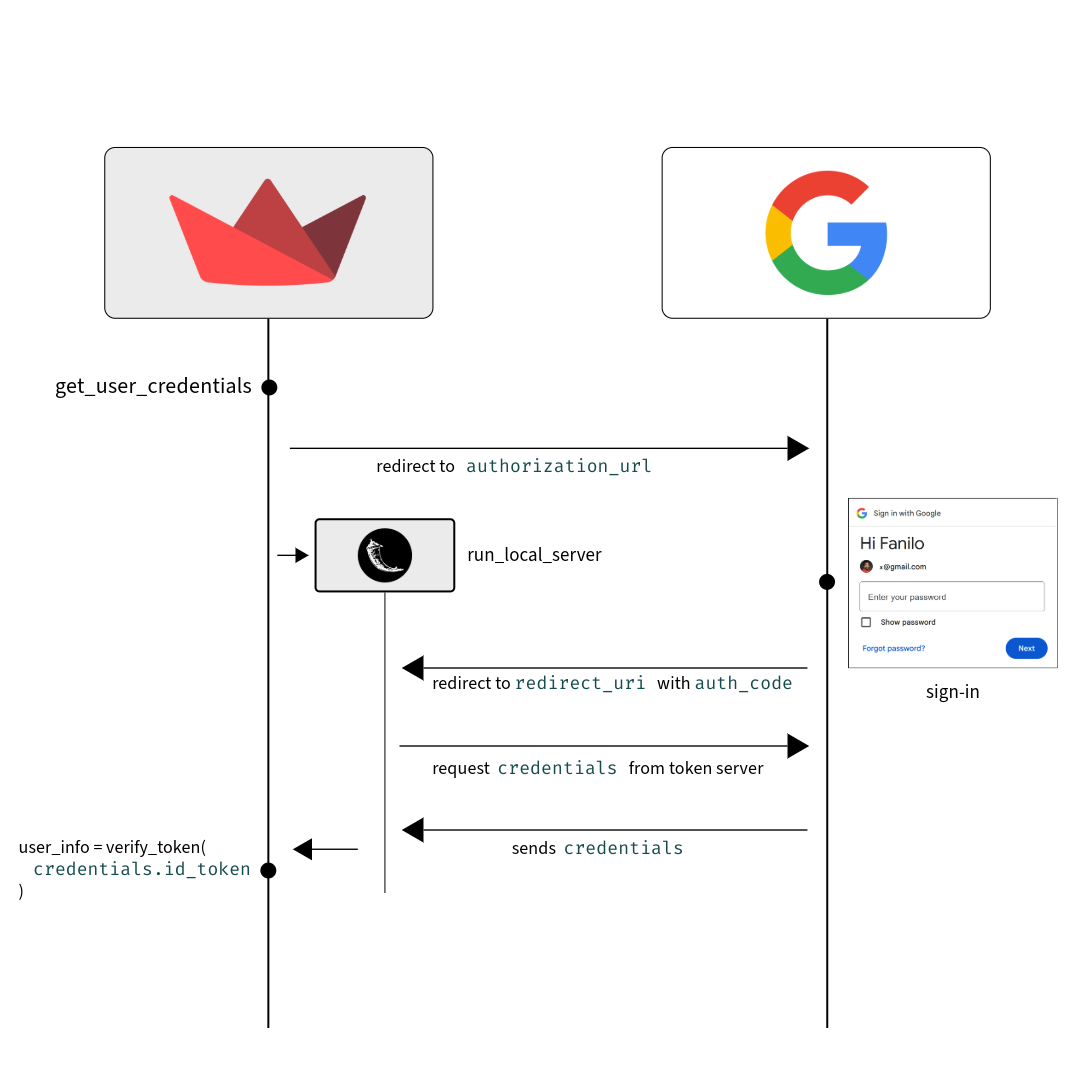 get_user_credentials
redirect to authorization_url
run_local_server
Sign in with Google
Hi Fanilo
x@gmail.com
Enter your password
Show password
Forgot password?
Next
sign-in
redirect to redirect_uri with auth_code
request credentials from token server
sends credentials
user_info = verify_token(
credentials.id_token
)